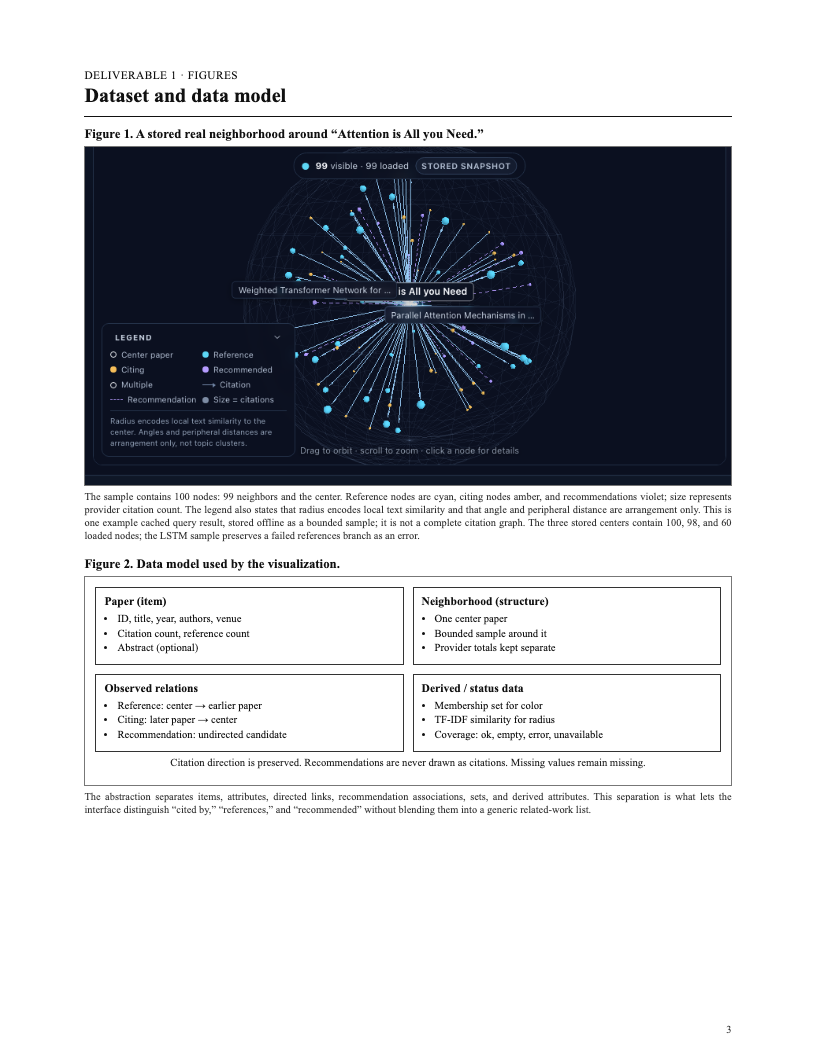 DELIVERABLE 1 · FIGURES
Dataset and data model
Figure 1. A stored real neighborhood around “Attention is All you Need.”
99 visible · 99 loaded STORED SNAPSHOT
Weighted Transformer Network for ... is All you Need
Parallel Attention Mechanisms in ...
LEGEND
Center paper Reference
Citing Recommended
Multiple Citation
Recommendation Size = citations
Radius encodes local text similarity to the
center. Angles and peripheral distances are
arrangement only, not topic clusters.
Drag to orbit · scroll to zoom · click a node for details
The sample contains 100 nodes: 99 neighbors and the center. Reference nodes are cyan, citing nodes amber, and recommendations violet; size represents
provider citation count. The legend also states that radius encodes local text similarity and that angle and peripheral distance are arrangement only. This is
one example cached query result, stored offline as a bounded sample; it is not a complete citation graph. The three stored centers contain 100, 98, and 60
loaded nodes; the LSTM sample preserves a failed references branch as an error.
Figure 2. Data model used by the visualization.
Paper (item)
• ID, title, year, authors, venue
• Citation count, reference count
• Abstract (optional)
Neighborhood (structure)
• One center paper
• Bounded sample around it
• Provider totals kept separate
Observed relations
• Reference: center → earlier paper
• Citing: later paper → center
• Recommendation: undirected candidate
Derived / status data
• Membership set for color
• TF-IDF similarity for radius
• Coverage: ok, empty, error, unavailable
Citation direction is preserved. Recommendations are never drawn as citations. Missing values remain missing.
The abstraction separates items, attributes, directed links, recommendation associations, sets, and derived attributes. This separation is what lets the
interface distinguish “cited by,” “references,” and “recommended” without blending them into a generic related-work list.
3